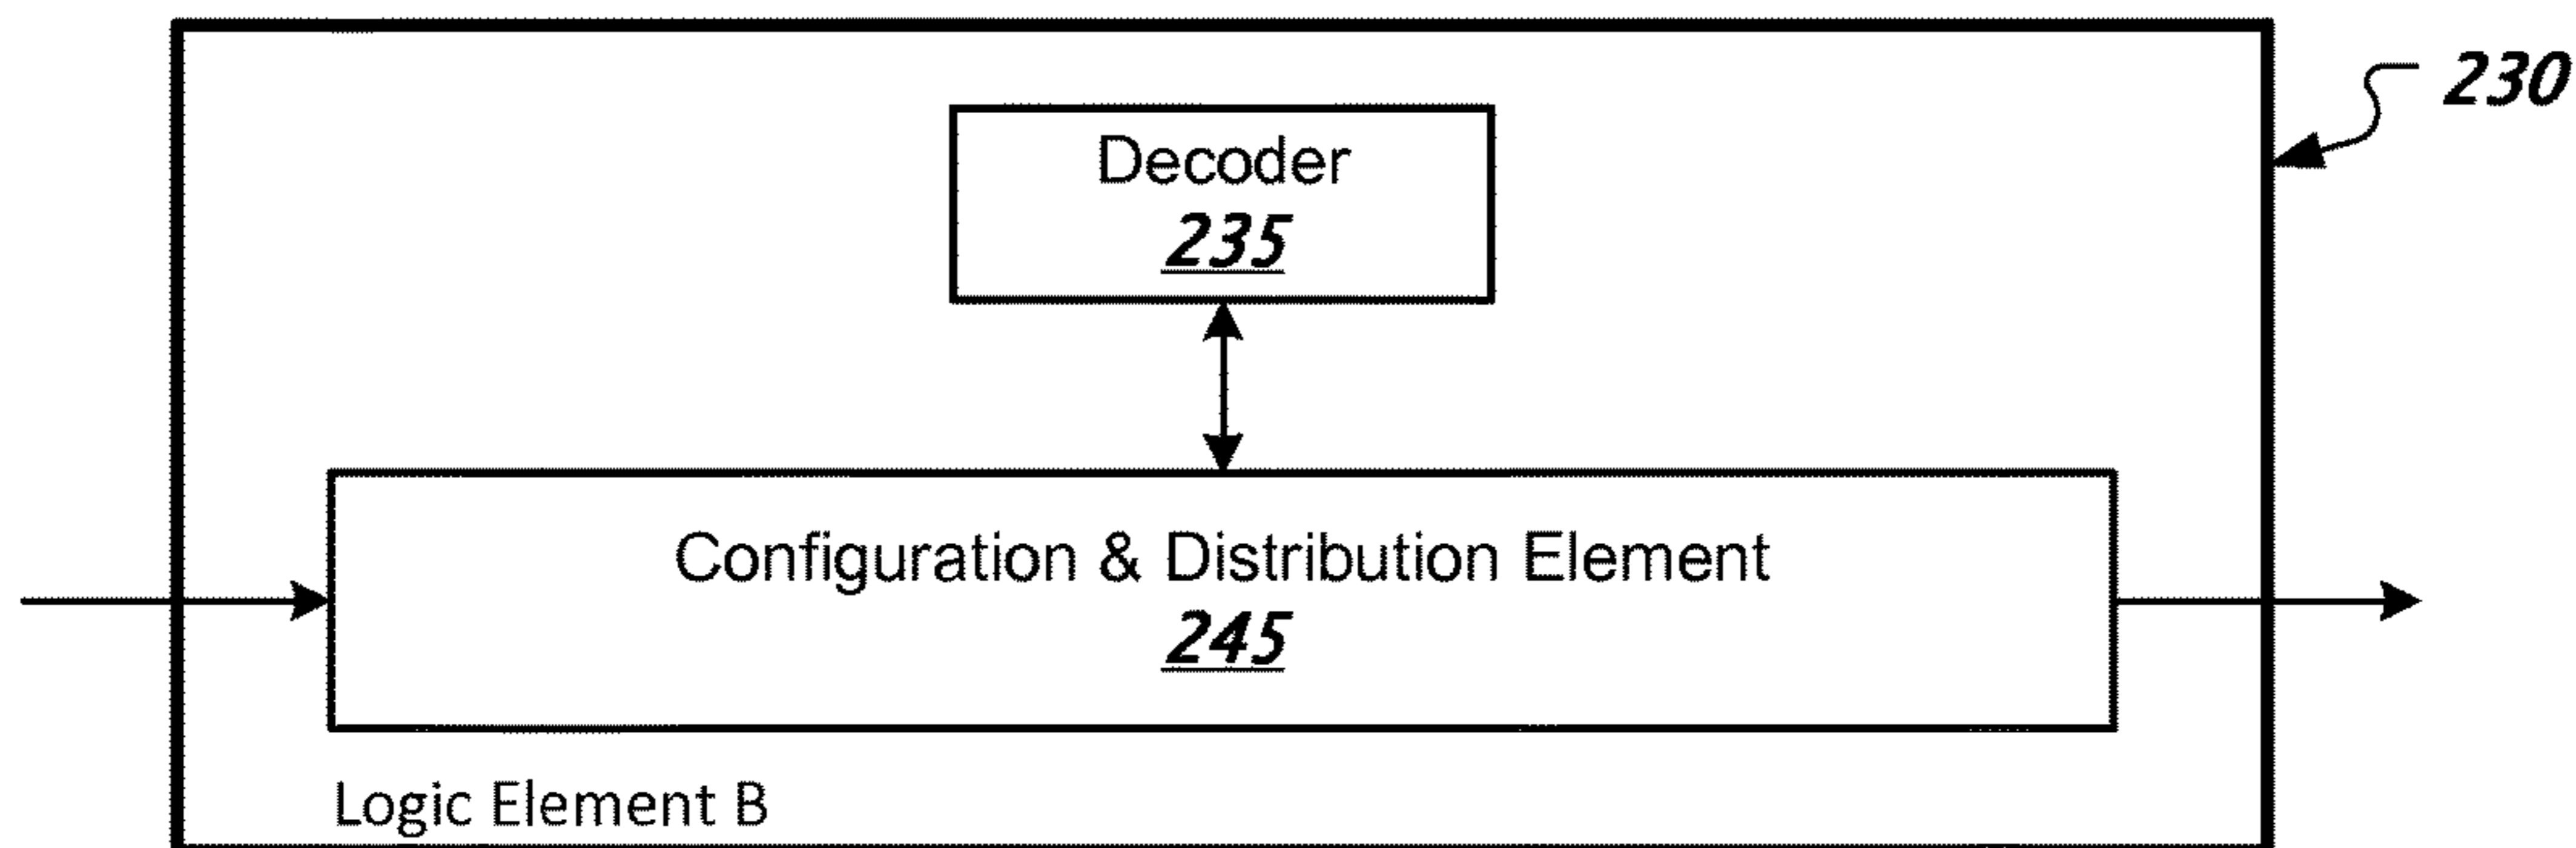 230
Decoder
235
Configuration & Distribution Element
245
Logic Element B